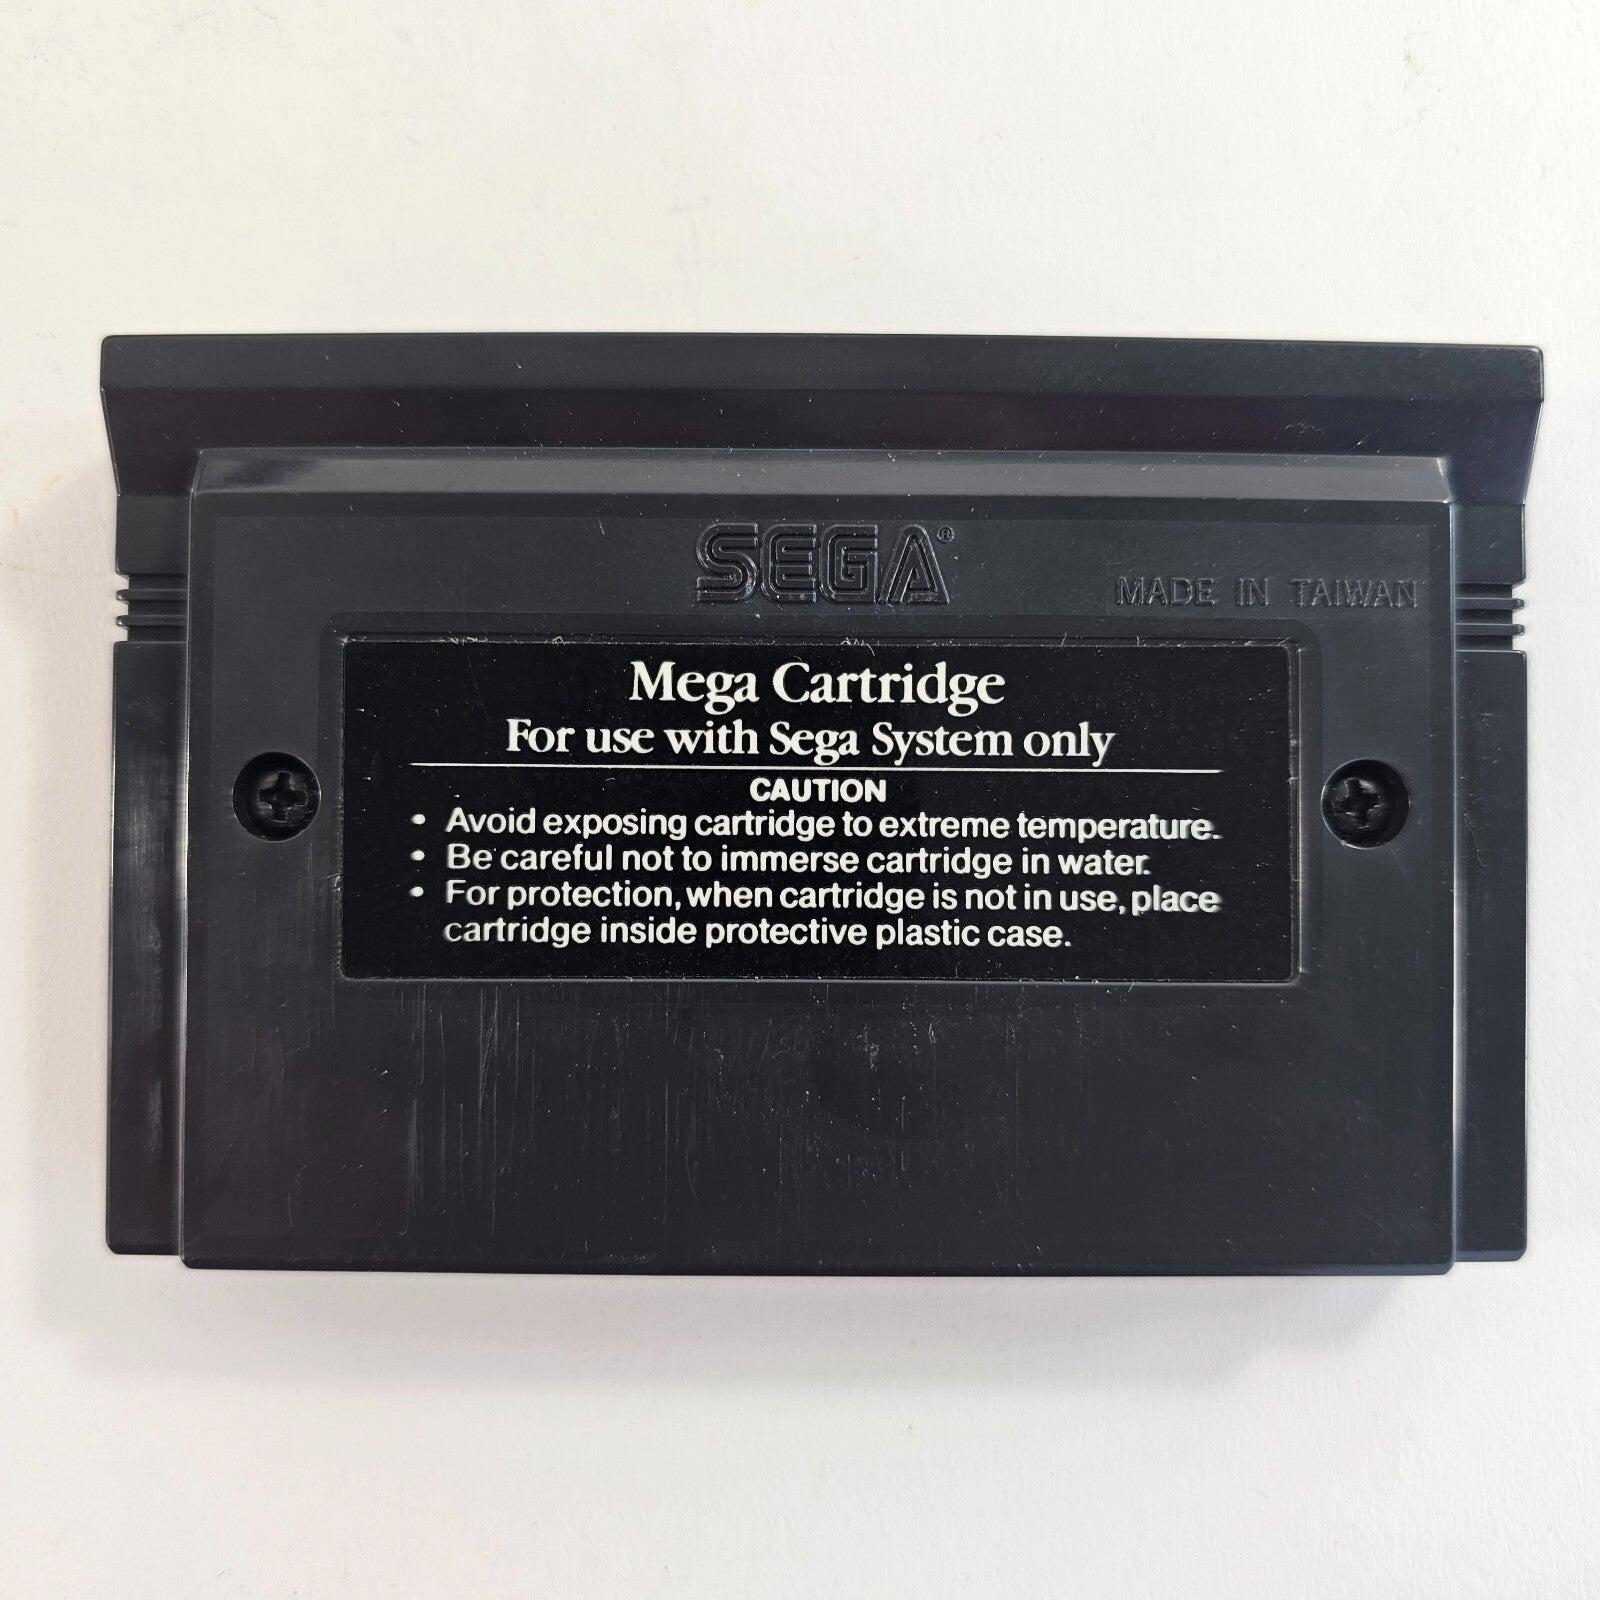 SEGA®
MADE IN TAIWAN
Mega Cartridge
For use with Sega System only
CAUTION
• Avoid exposing cartridge to extreme temperature.
• Be careful not to immerse cartridge in water.
• For protection, when cartridge is not in use, place
cartridge inside protective plastic case.